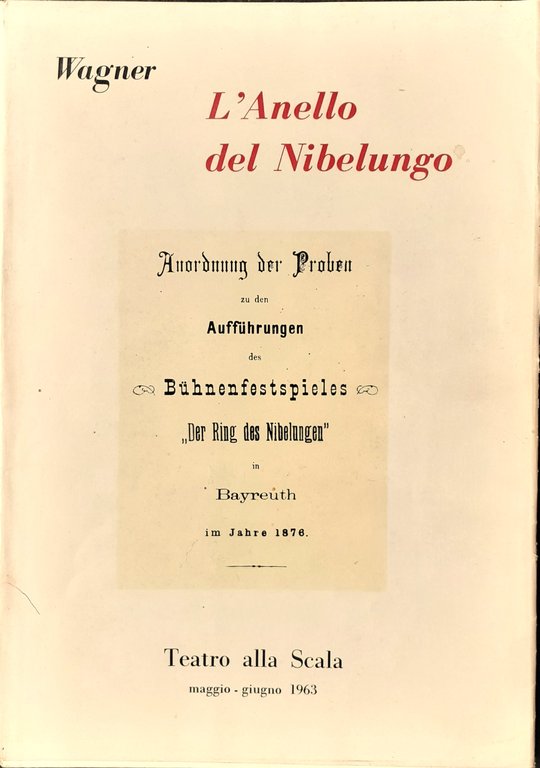 Wagner
L'Anello
del Nibelungo
Anordnung der Proben
zu den
Aufführungen
des
Bühnenfestspieles
„Der Ring des Nibelungen”
in
Bayreuth
im Jahre 1876.
Teatro alla Scala
maggio - giugno 1963